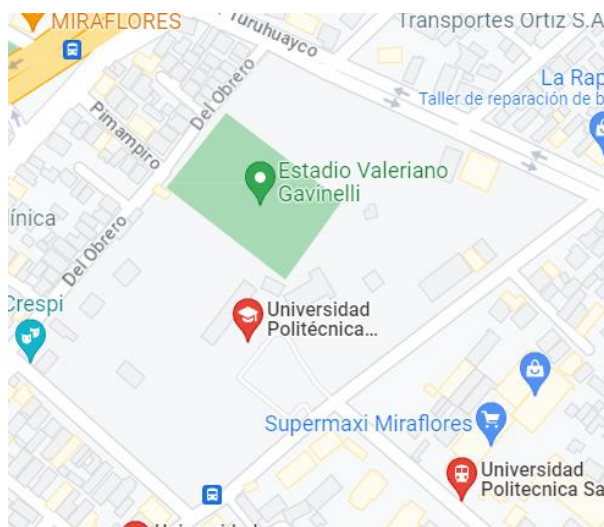 MIRAFLORES
Turuhuayco
Transportes Ortiz S.A
Del Obrero
La Rap
Taller de reparación de b
Pimampiro
Estadio Valeriano
Gavinelli
ínica
Del Obrero
Crespi
Universidad
Politécnica...
Supermaxi Miraflores
Universidad
Politecnica Sa
Universidad